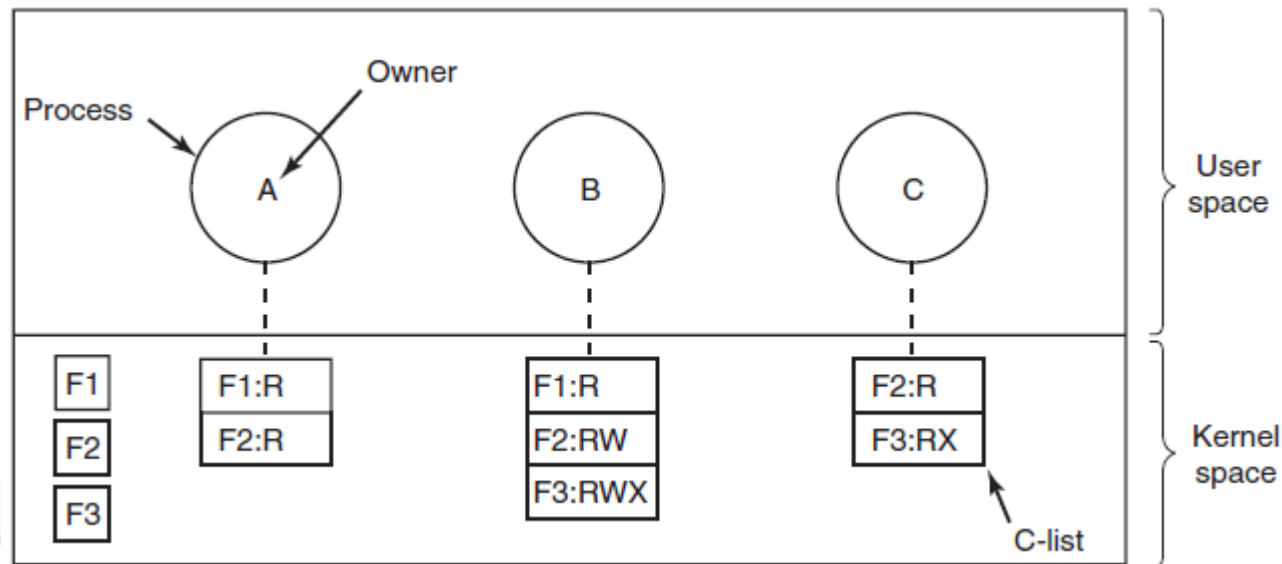 Owner
Process
A
B
C
User
space
F1
F2
F3
F1:R
F2:R
F1:R
F2:RW
F3:RWX
F2:R
F3:RX
Kernel
space
C-list